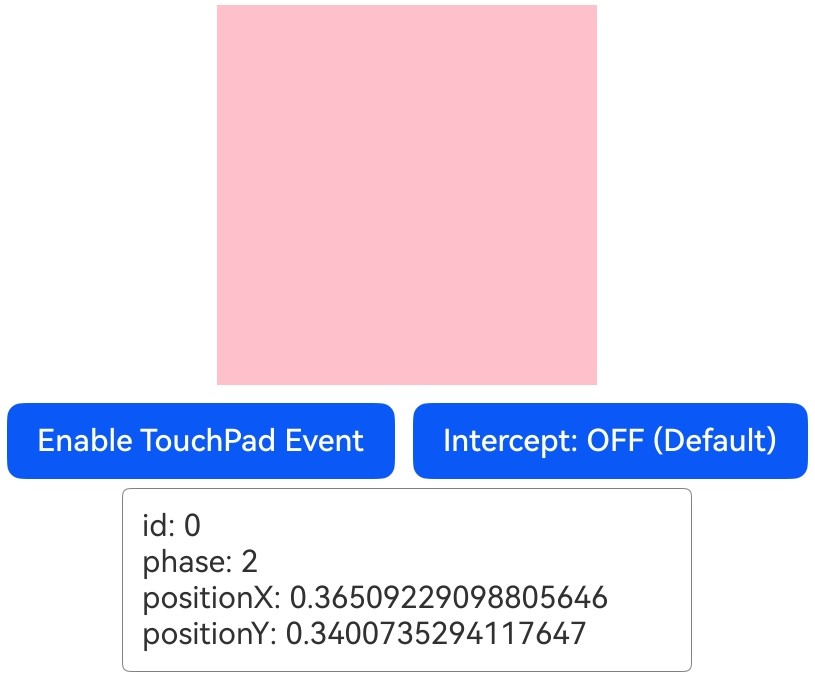 Enable TouchPad Event
Intercept: OFF (Default)
id: 0
phase: 2
positionX: 0.36509229098805646
positionY: 0.3400735294117647